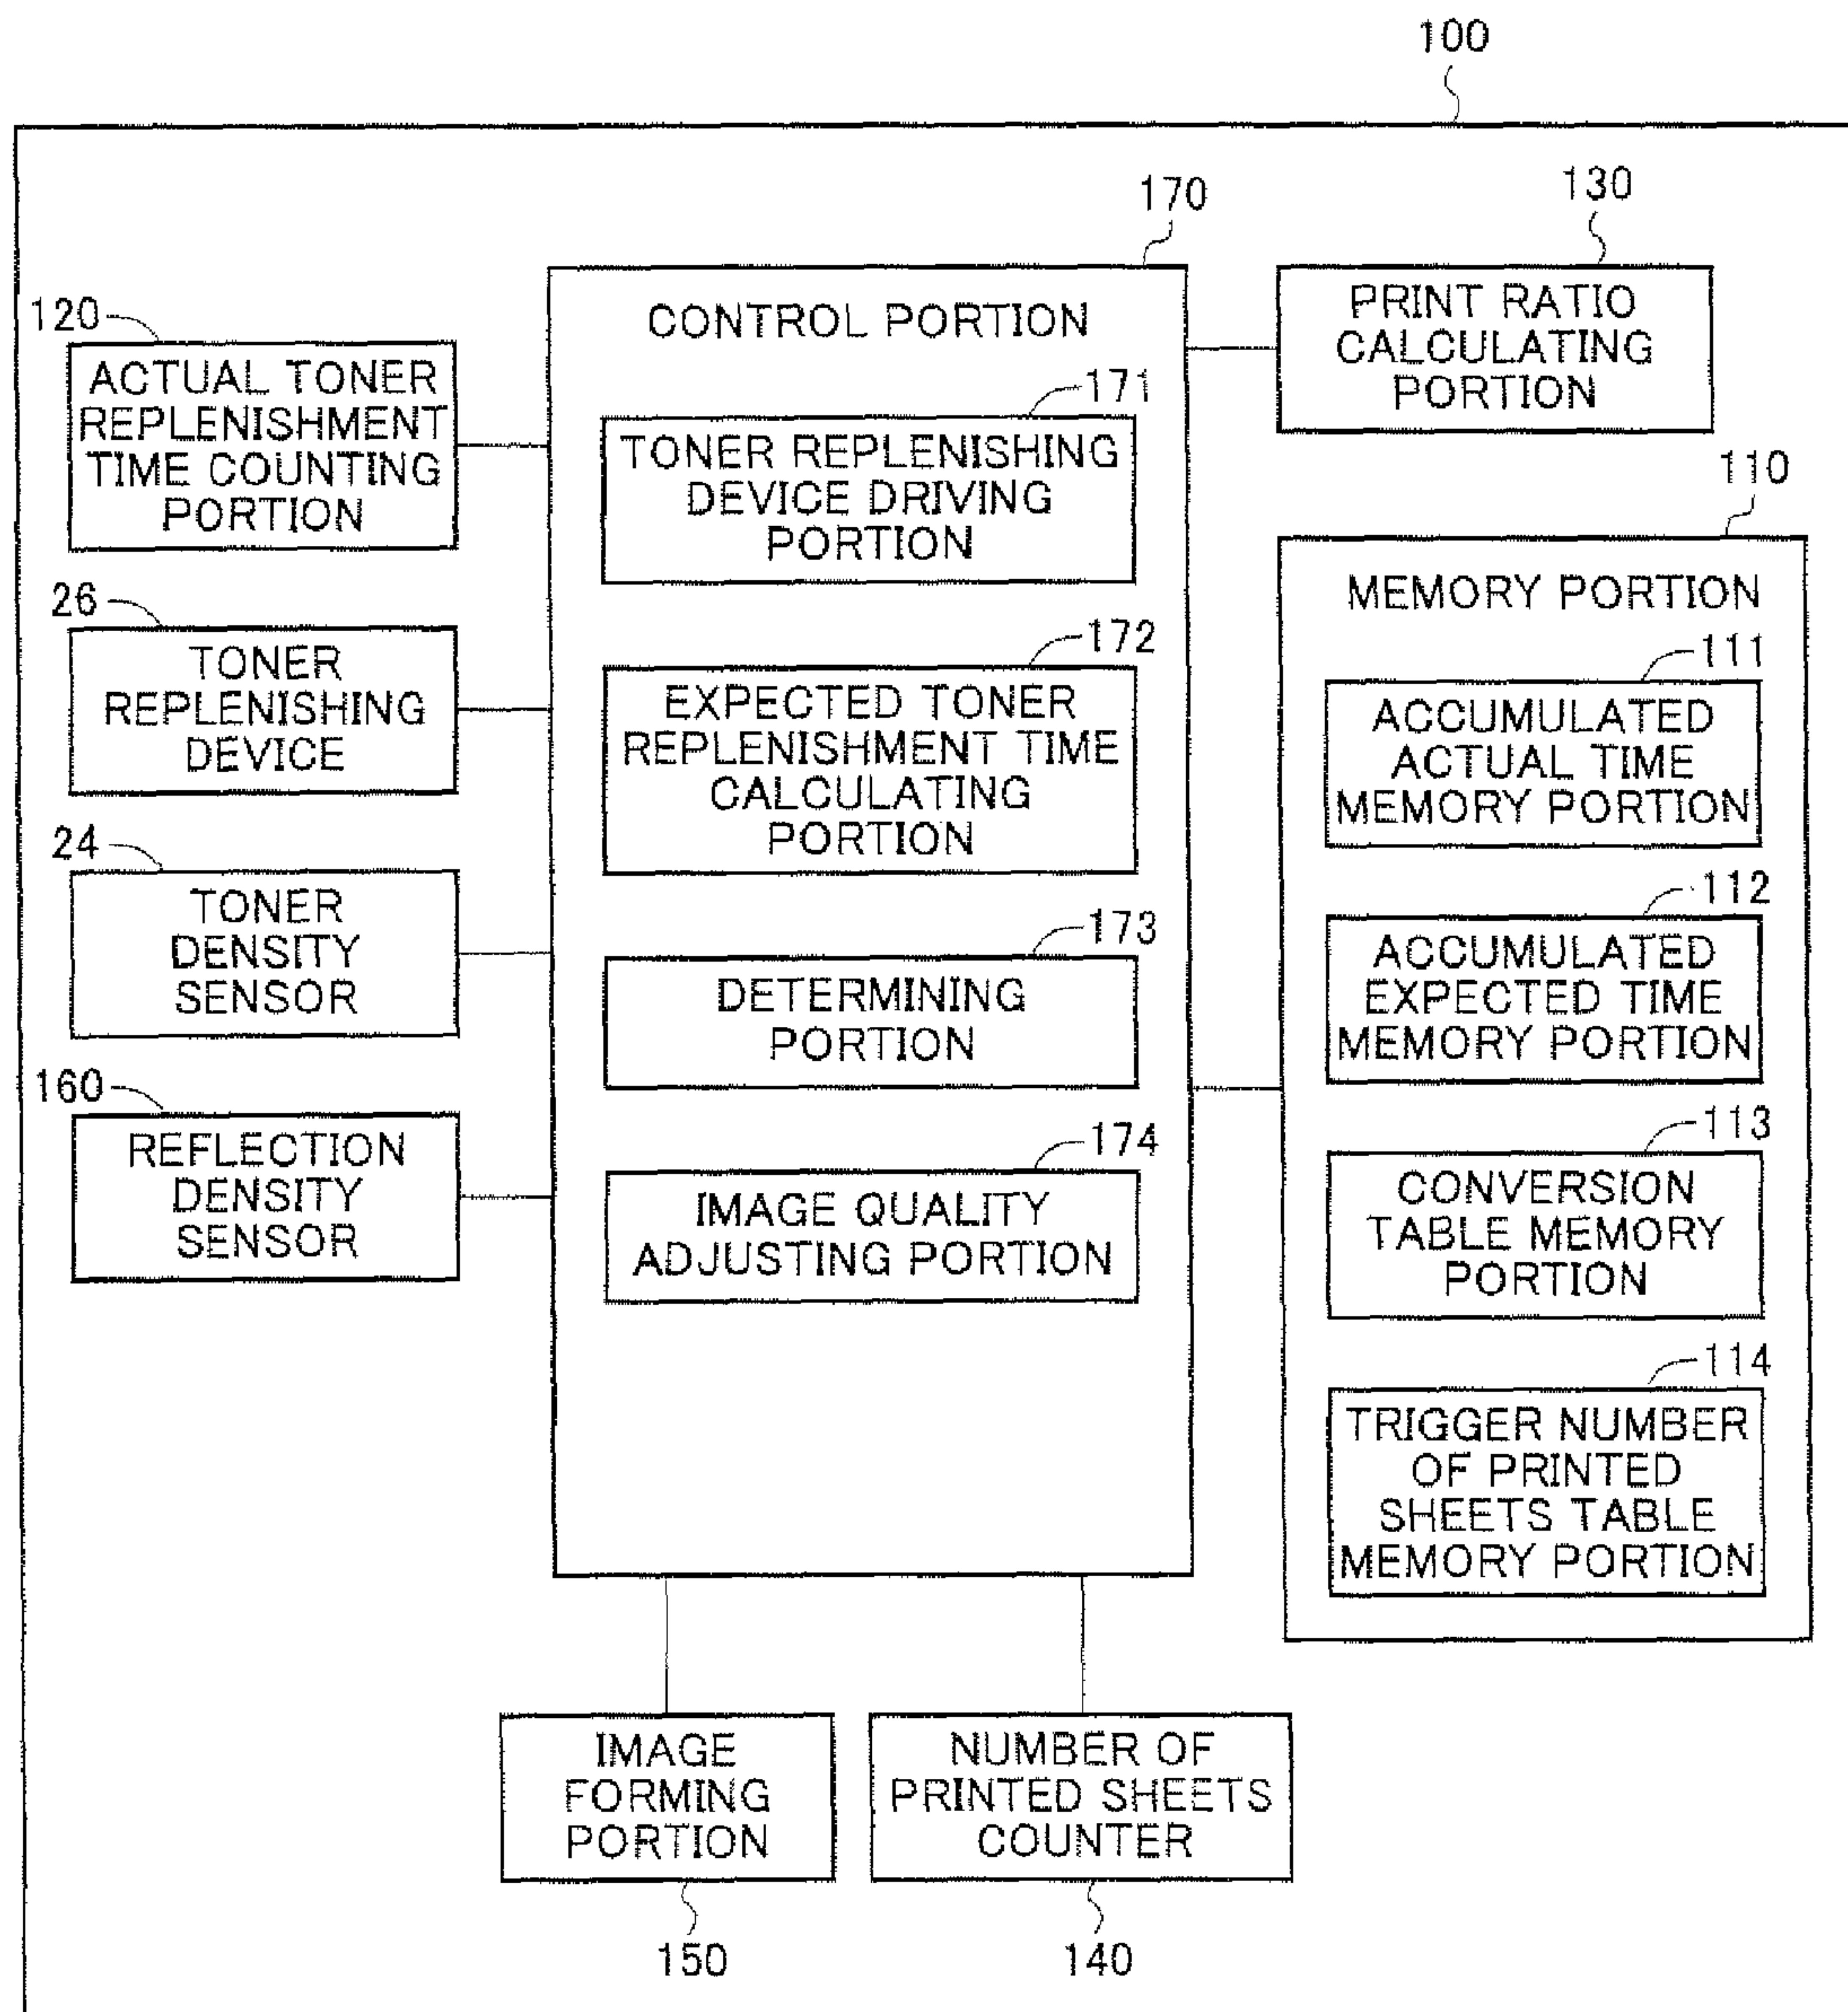 100
170
130
120
ACTUAL TONER
REPLENISHMENT
TIME COUNTING
PORTION
26
TONER
REPLENISHING
DEVICE
24
TONER
DENSITY
SENSOR
160
REFLECTION
DENSITY
SENSOR
CONTROL PORTION
171
TONER REPLENISHING
DEVICE DRIVING
PORTION
172
EXPECTED TONER
REPLENISHMENT TIME
CALCULATING
PORTION
173
DETERMINING
PORTION
174
IMAGE QUALITY
ADJUSTING PORTION
PRINT RATIO
CALCULATING
PORTION
110
MEMORY PORTION
111
ACCUMULATED
ACTUAL TIME
MEMORY PORTION
112
ACCUMULATED
EXPECTED TIME
MEMORY PORTION
113
CONVERSION
TABLE MEMORY
PORTION
114
TRIGGER NUMBER
OF PRINTED
SHEETS TABLE
MEMORY PORTION
IMAGE
FORMING
PORTION
150
NUMBER OF
PRINTED SHEETS
COUNTER
140